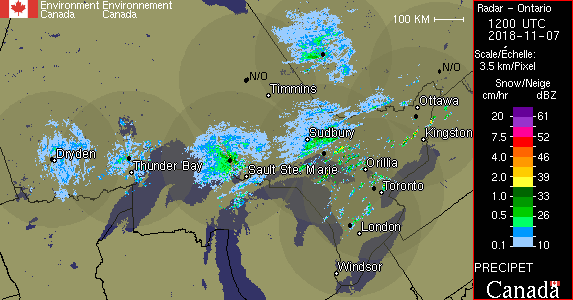 Environment Environnement
Canada Canada
100 KM
N/O
N/O
Timmins
Ottawa
Sudbury
Kingston
Dryden
Thunder Bay
Sault Ste. Marie
Orillia
Toronto
London
Windsor
Radar - Ontario
1200 UTC
2018-11-07
Scale/Échelle:
3.5 km/Pixel
Snow/Neige
cm/hr dBZ
20 61
7.5 52
4.0 46
2.0 39
1.0 33
0.5 26
0.1 10
PRECIPET
Canada